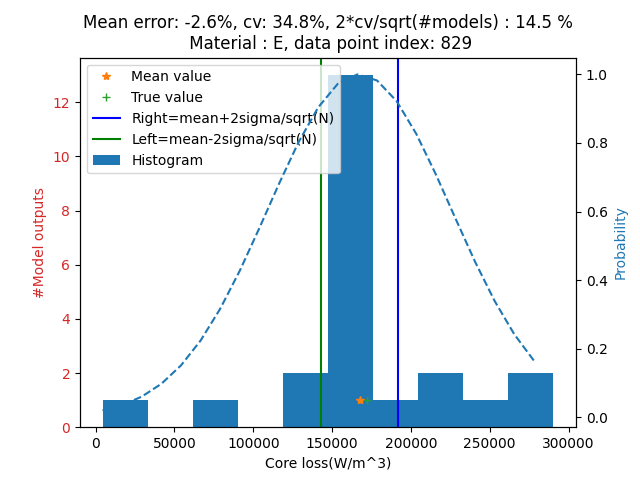 Mean error: -2.6%, cv: 34.8%, 2*cv/sqrt(#models) : 14.5 %
Material : E, data point index: 829
Mean value
True value
Right=mean+2sigma/sqrt(N)
Left=mean-2sigma/sqrt(N)
Histogram
#Model outputs
12
10
8
6
4
2
0
1.0
0.8
0.6
0.4
0.2
0.0
Probability
0 50000 100000 150000 200000 250000 300000
Core loss(W/m^3)